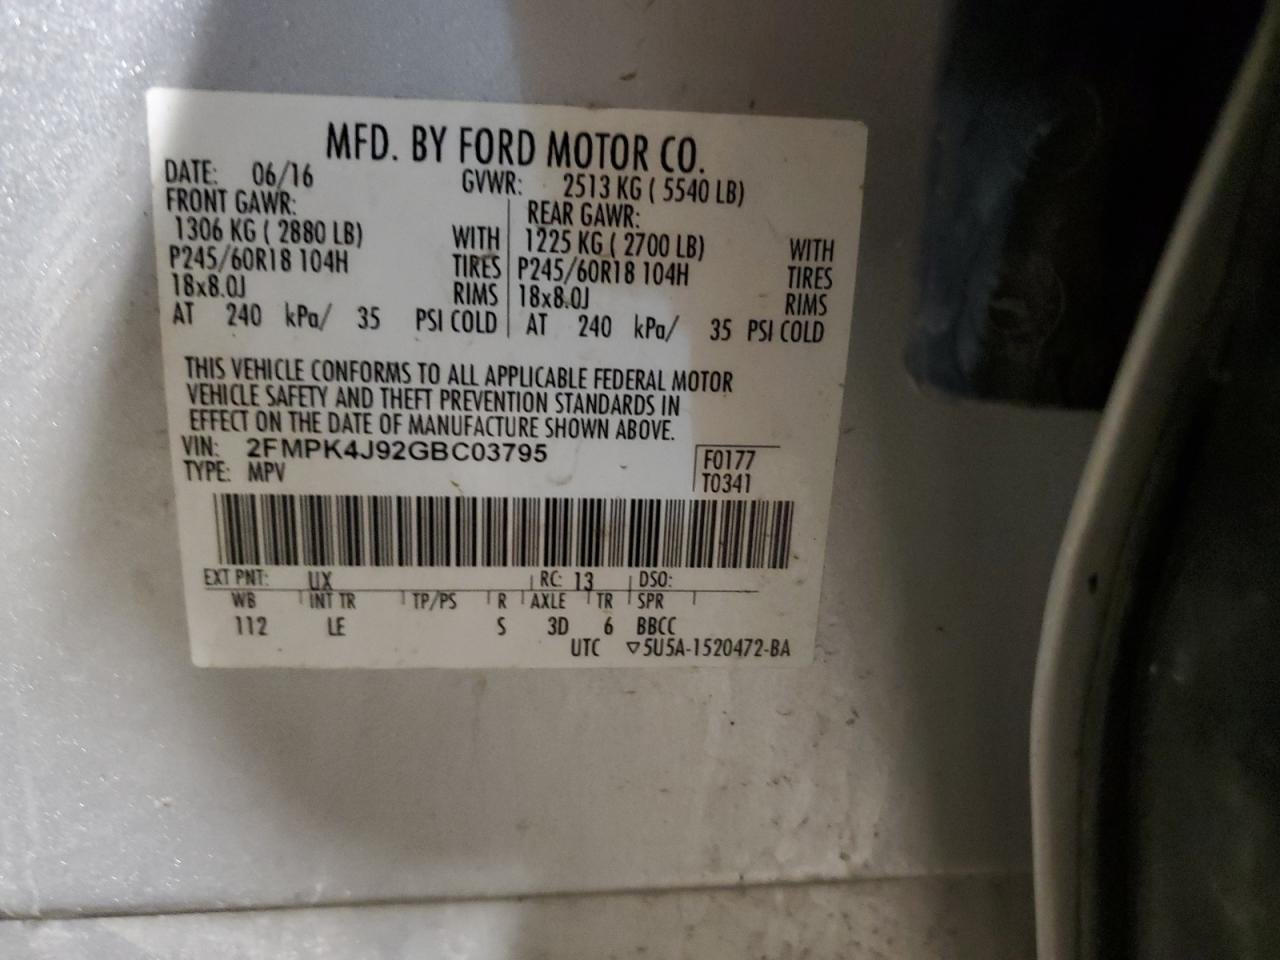 MFD. BY FORD MOTOR CO.
DATE: 06/16 GVWR: 2513 KG ( 5540 LB)
FRONT GAWR: REAR GAWR:
1306 KG ( 2880 LB) WITH 1225 KG ( 2700 LB) WITH
P245/60R18 104H TIRES P245/60R18 104H TIRES
18x8.0J RIMS 18x8.0J RIMS
AT 240 kPa/ 35 PSI COLD AT 240 kPa/ 35 PSI COLD
THIS VEHICLE CONFORMS TO ALL APPLICABLE FEDERAL MOTOR
VEHICLE SAFETY AND THEFT PREVENTION STANDARDS IN
EFFECT ON THE DATE OF MANUFACTURE SHOWN ABOVE.
VIN: 2FMPK4J92GBC03795
TYPE: MPV
F0177
T0341
EXT PNT: UX RC: 13 DSO:
WB INT TR TP/PS R AXLE TR SPR
112 LE S 3D 6 BBCC
UTC ▽5U5A-1520472-BA